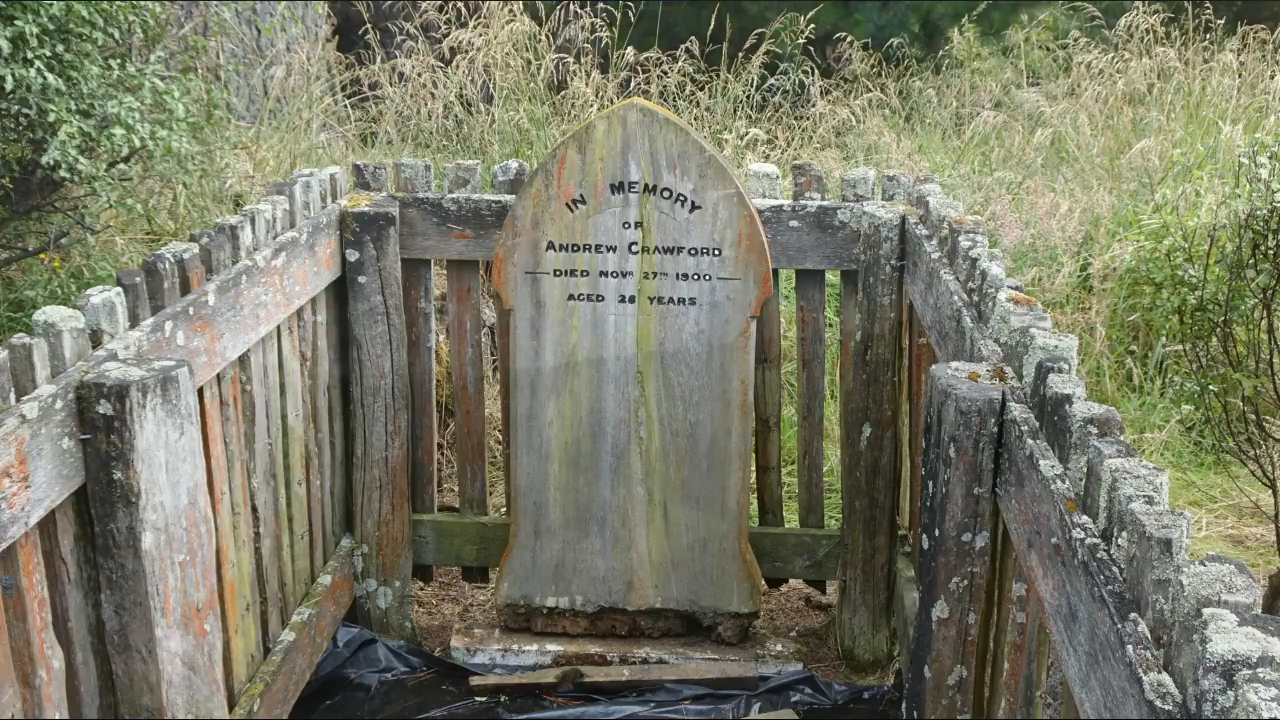 IN MEMORY
OF
ANDREW CRAWFORD
DIED NOVR 27TH 1900
AGED 28 YEARS.